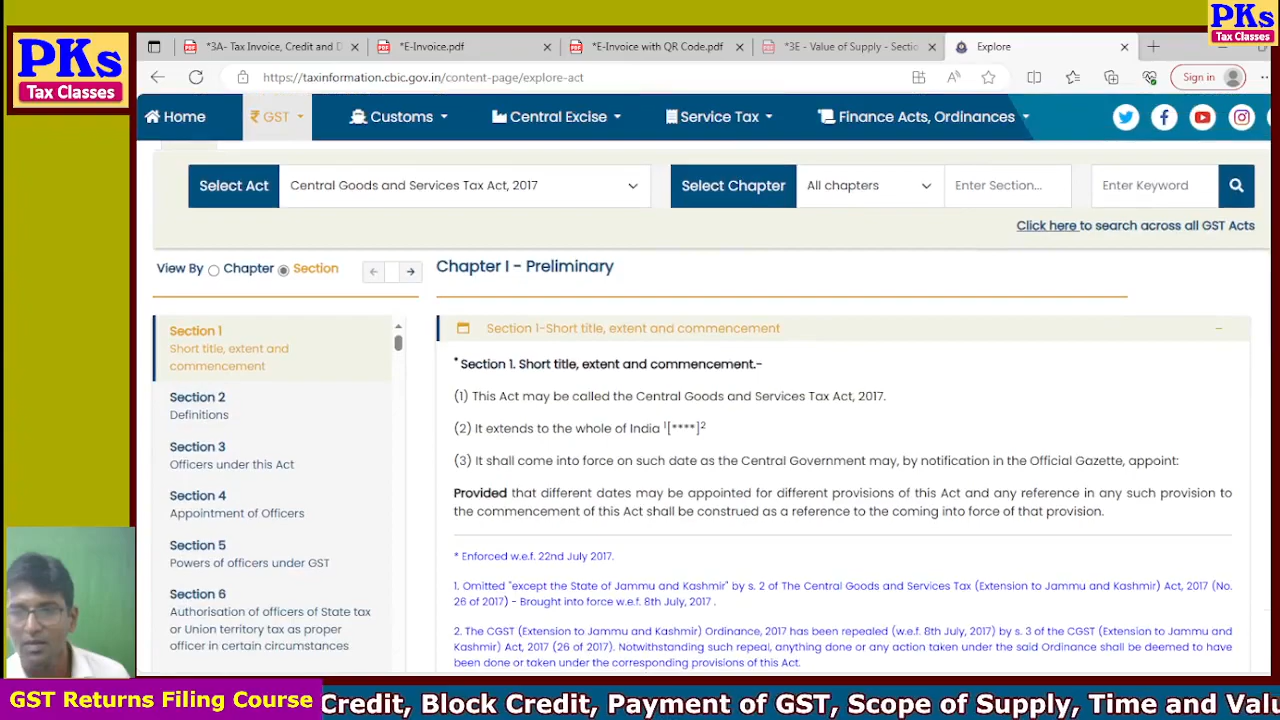 PKs
Tax Classes
PKs
Tax Classes
*3A- Tax Invoice, Credit and D
*E-Invoice.pdf
*E-Invoice with QR Code.pdf
*3E - Value of Supply - Sectio
Explore
https://taxinformation.cbic.gov.in/content-page/explore-act
Sign in
Home
₹ GST
Customs
Central Excise
Service Tax
Finance Acts, Ordinances
Select Act
Central Goods and Services Tax Act, 2017
Select Chapter
All chapters
Enter Section...
Enter Keyword
Click here to search across all GST Acts
View By Chapter Section
Chapter I - Preliminary
Section 1
Short title, extent and
commencement
Section 2
Definitions
Section 3
Officers under this Act
Section 4
Appointment of Officers
Section 5
Powers of officers under GST
Section 6
Authorisation of officers of State tax
or Union territory tax as proper
officer in certain circumstances
Section 1-Short title, extent and commencement
*Section 1. Short title, extent and commencement.-
(1) This Act may be called the Central Goods and Services Tax Act, 2017.
(2) It extends to the whole of India ¹[****]²
(3) It shall come into force on such date as the Central Government may, by notification in the Official Gazette, appoint:
Provided that different dates may be appointed for different provisions of this Act and any reference in any such provision to
the commencement of this Act shall be construed as a reference to the coming into force of that provision.
* Enforced w.e.f. 22nd July 2017.
1. Omitted "except the State of Jammu and Kashmir" by s. 2 of The Central Goods and Services Tax (Extension to Jammu and Kashmir) Act, 2017 (No.
26 of 2017) - Brought into force w.e.f. 8th July, 2017 .
2. The CGST (Extension to Jammu and Kashmir) Ordinance, 2017 has been repealed (w.e.f. 8th July, 2017) by s. 3 of the CGST (Extension to Jammu and
Kashmir) Act, 2017 (26 of 2017). Notwithstanding such repeal, anything done or any action taken under the said Ordinance shall be deemed to have
been done or taken under the corresponding provisions of this Act.
GST Returns Filing Course
Credit, Block Credit, Payment of GST, Scope of Supply, Time and Valu